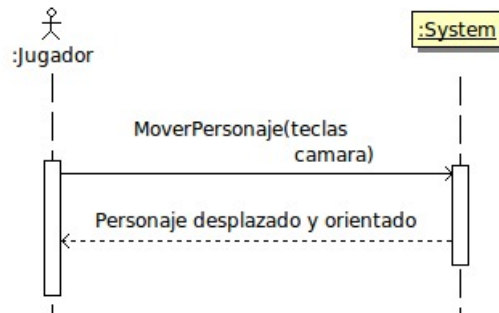 :Jugador
:System
MoverPersonaje(teclas
camara)
Personaje desplazado y orientado